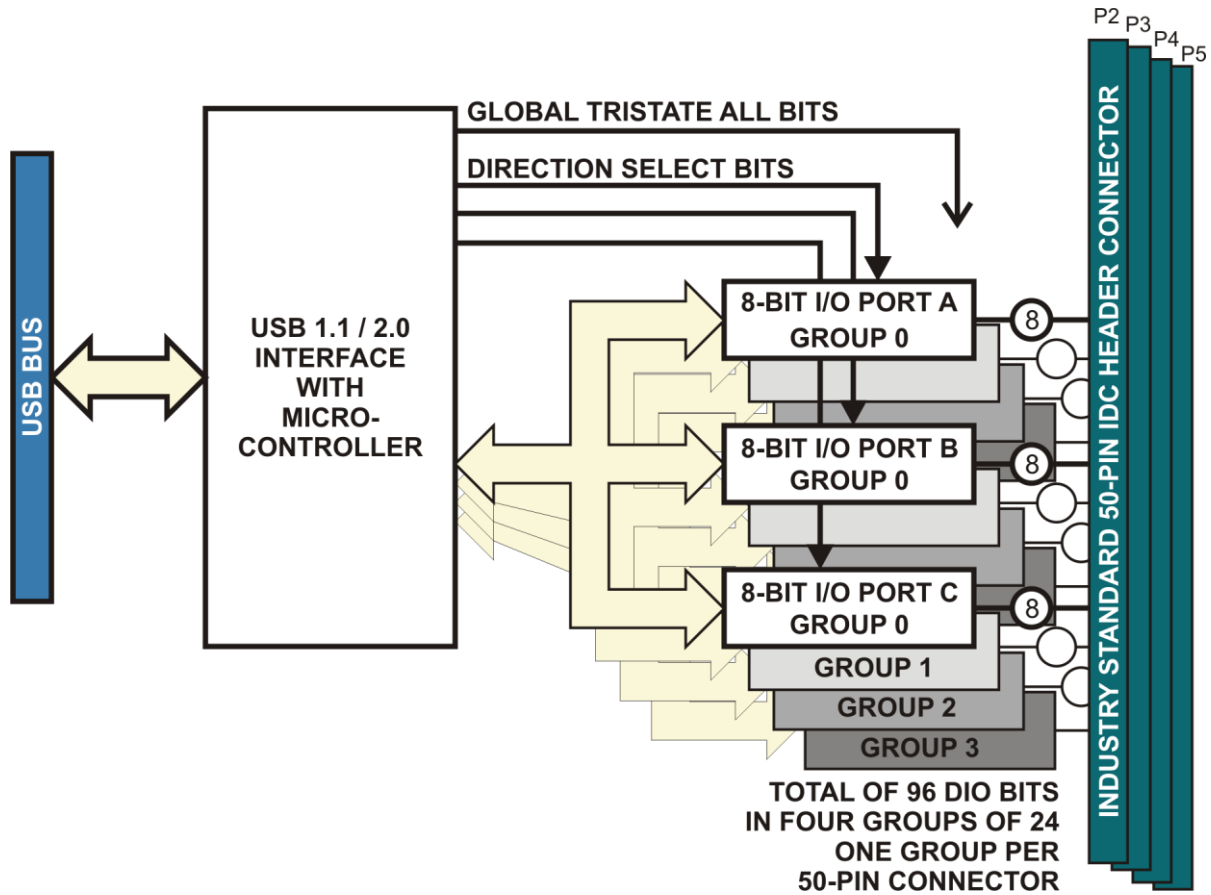 P2
P3
P4
P5
GLOBAL TRISTATE ALL BITS
DIRECTION SELECT BITS
USB BUS
USB 1.1 / 2.0
INTERFACE
WITH
MICRO-
CONTROLLER
8-BIT I/O PORT A
GROUP 0
8
8-BIT I/O PORT B
GROUP 0
8
8-BIT I/O PORT C
GROUP 0
8
GROUP 1
GROUP 2
GROUP 3
INDUSTRY STANDARD 50-PIN IDC HEADER CONNECTOR
TOTAL OF 96 DIO BITS
IN FOUR GROUPS OF 24
ONE GROUP PER
50-PIN CONNECTOR